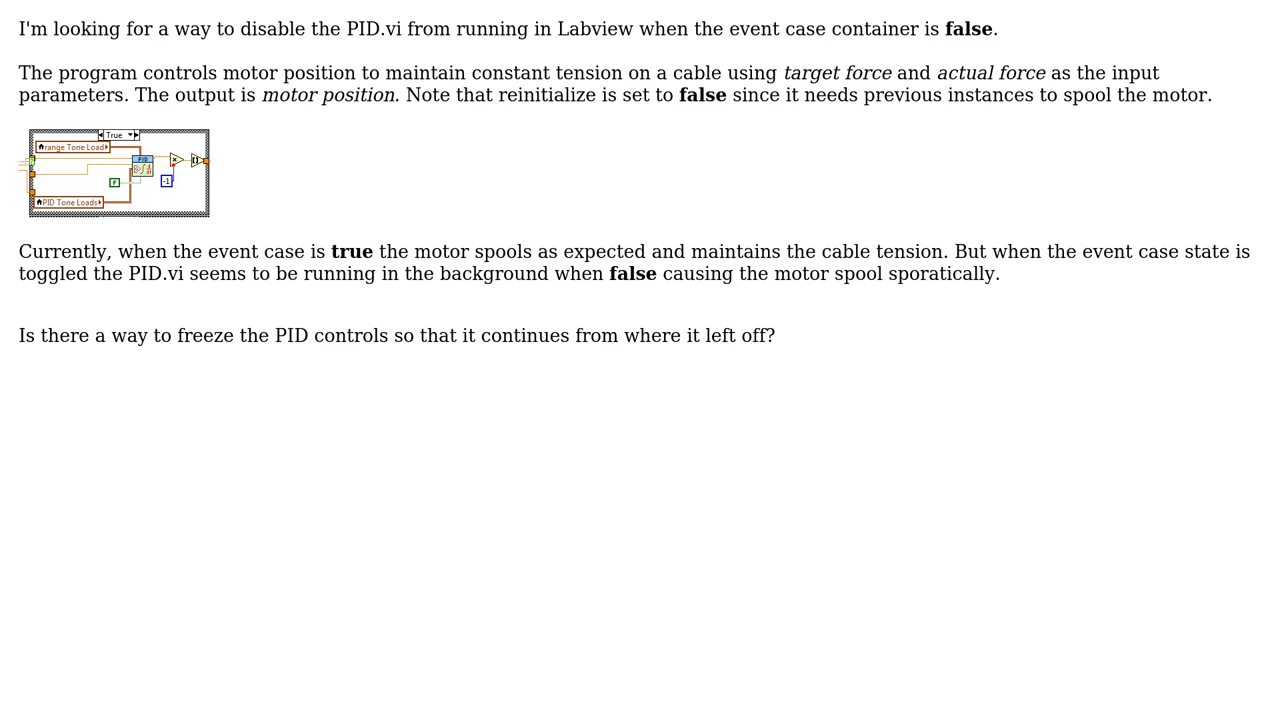 I'm looking for a way to disable the PID.vi from running in Labview when the event case container is false.
The program controls motor position to maintain constant tension on a cable using target force and actual force as the input
parameters. The output is motor position. Note that reinitialize is set to false since it needs previous instances to spool the motor.
True
range Tone Load
PID
F
-1
PID Tone Loads
Currently, when the event case is true the motor spools as expected and maintains the cable tension. But when the event case state is
toggled the PID.vi seems to be running in the background when false causing the motor spool sporatically.
Is there a way to freeze the PID controls so that it continues from where it left off?